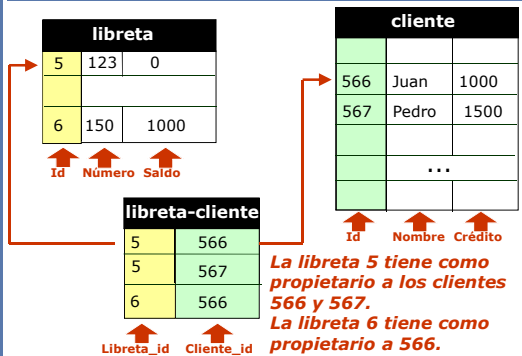 libreta
5 123 0
6 150 1000
Id Número Saldo
cliente
566 Juan 1000
567 Pedro 1500
...
Id Nombre Crédito
libreta-cliente
5 566
5 567
6 566
Libreta_id Cliente_id
La libreta 5 tiene como
propietario a los clientes
566 y 567.
La libreta 6 tiene como
propietario a 566.